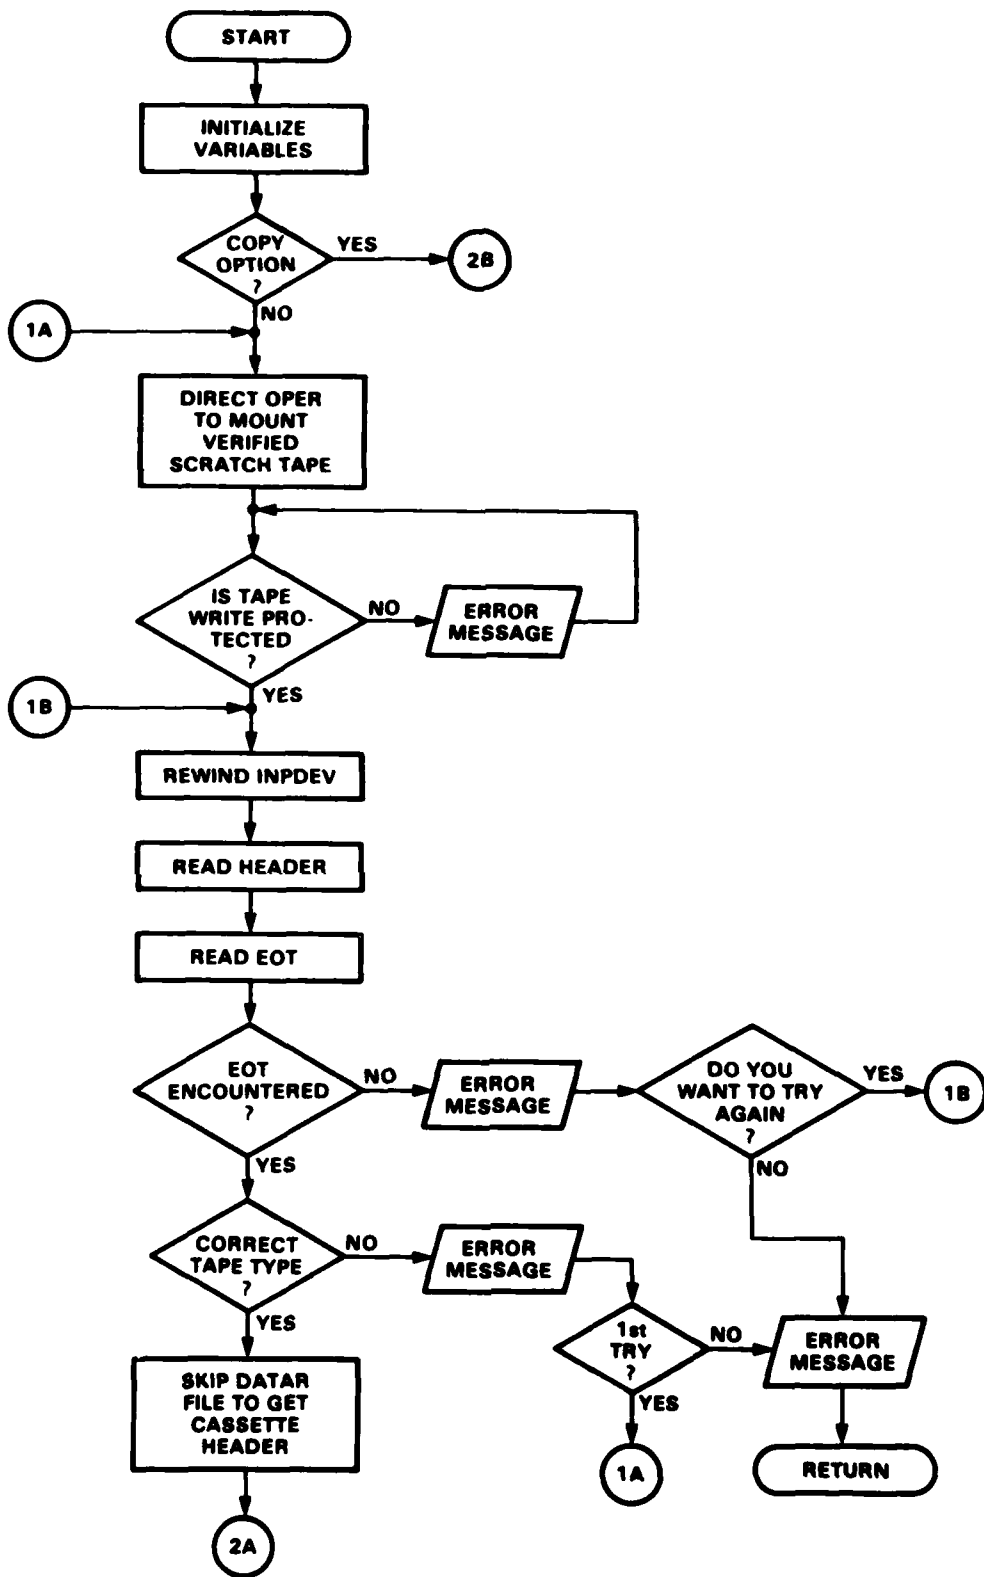 START
INITIALIZE
VARIABLES
COPY
OPTION
?
YES
2B
NO
1A
DIRECT OPER
TO MOUNT
VERIFIED
SCRATCH TAPE
IS TAPE
WRITE PRO-
TECTED
?
NO
ERROR
MESSAGE
YES
1B
REWIND INPDEV
READ HEADER
READ EOT
EOT
ENCOUNTERED
?
NO
ERROR
MESSAGE
DO YOU
WANT TO TRY
AGAIN
?
YES
1B
NO
YES
CORRECT
TAPE TYPE
?
NO
ERROR
MESSAGE
1st
TRY
?
NO
ERROR
MESSAGE
YES
YES
SKIP DATAR
FILE TO GET
CASSETTE
HEADER
1A
RETURN
2A